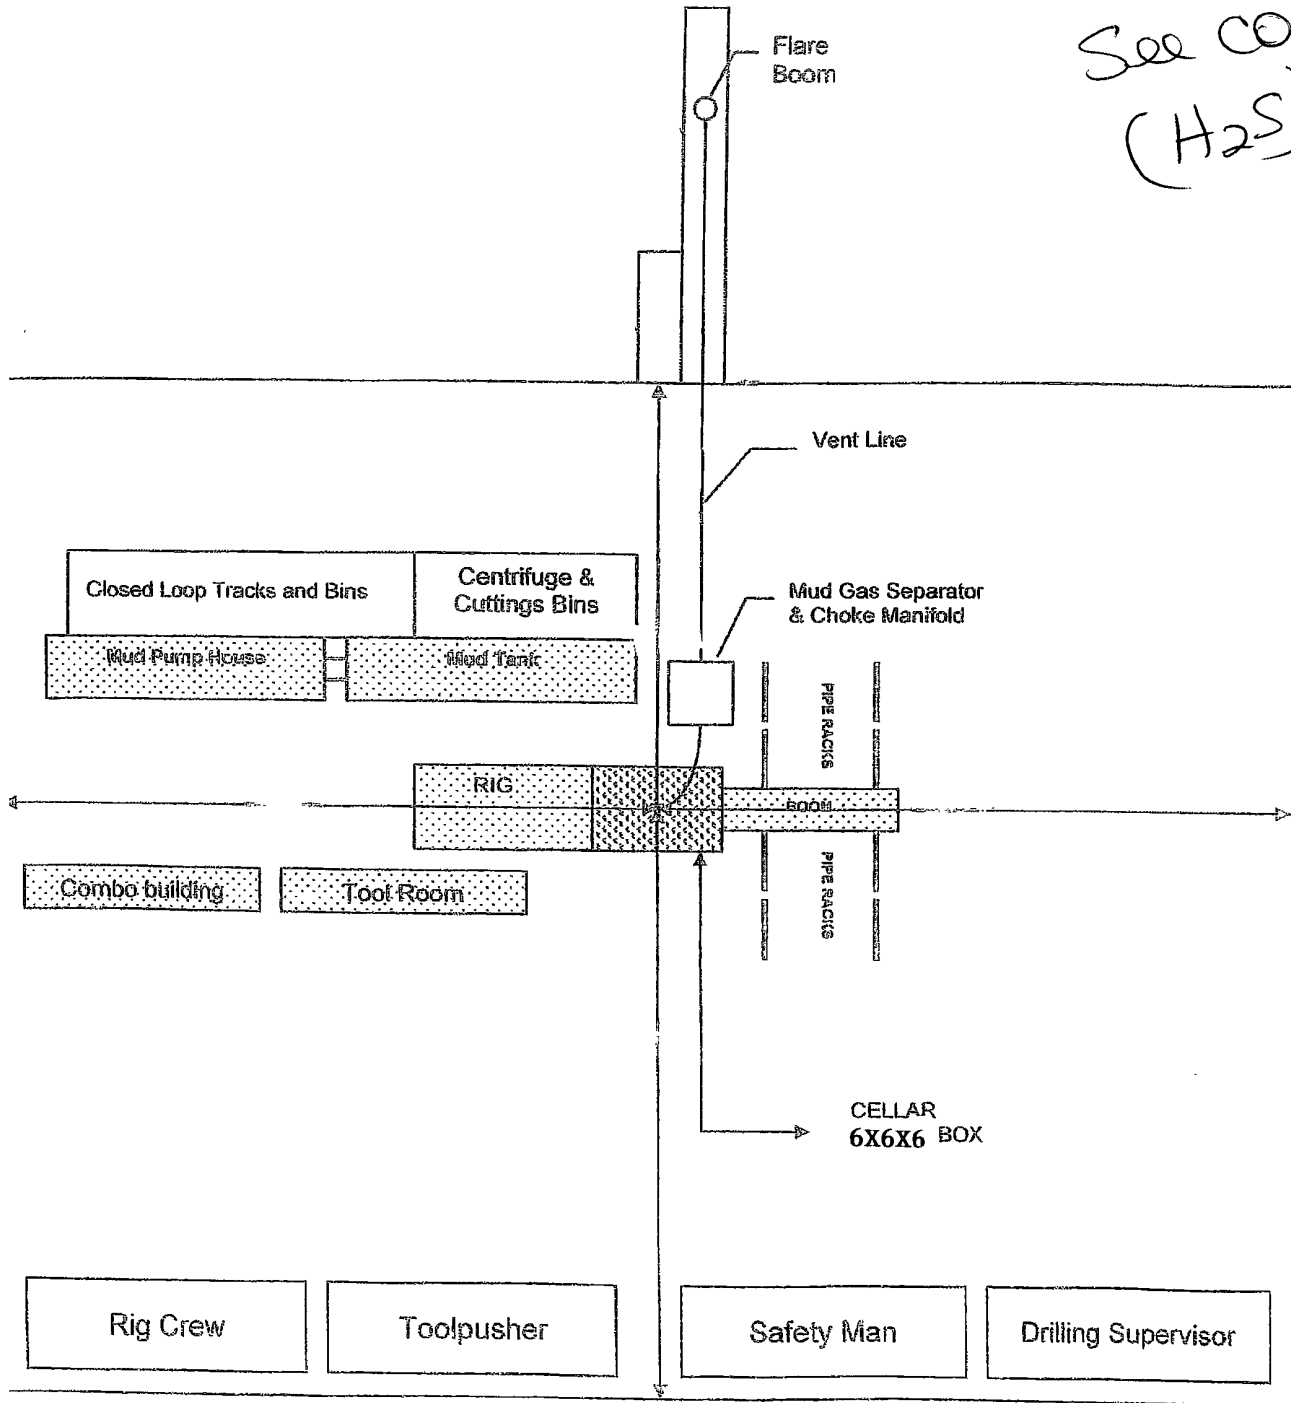 See CO
(H2S)
Flare
Boom
Vent Line
Closed Loop Tracks and Bins
Centrifuge &
Cuttings Bins
Mud Gas Separator
& Choke Manifold
Mud Pump House
Mud Tank
PIPE RACKS
RIG
Combo building
Tool Room
PIPE RACKS
CELLAR
6X6X6 BOX
Rig Crew
Toolpusher
Safety Man
Drilling Supervisor